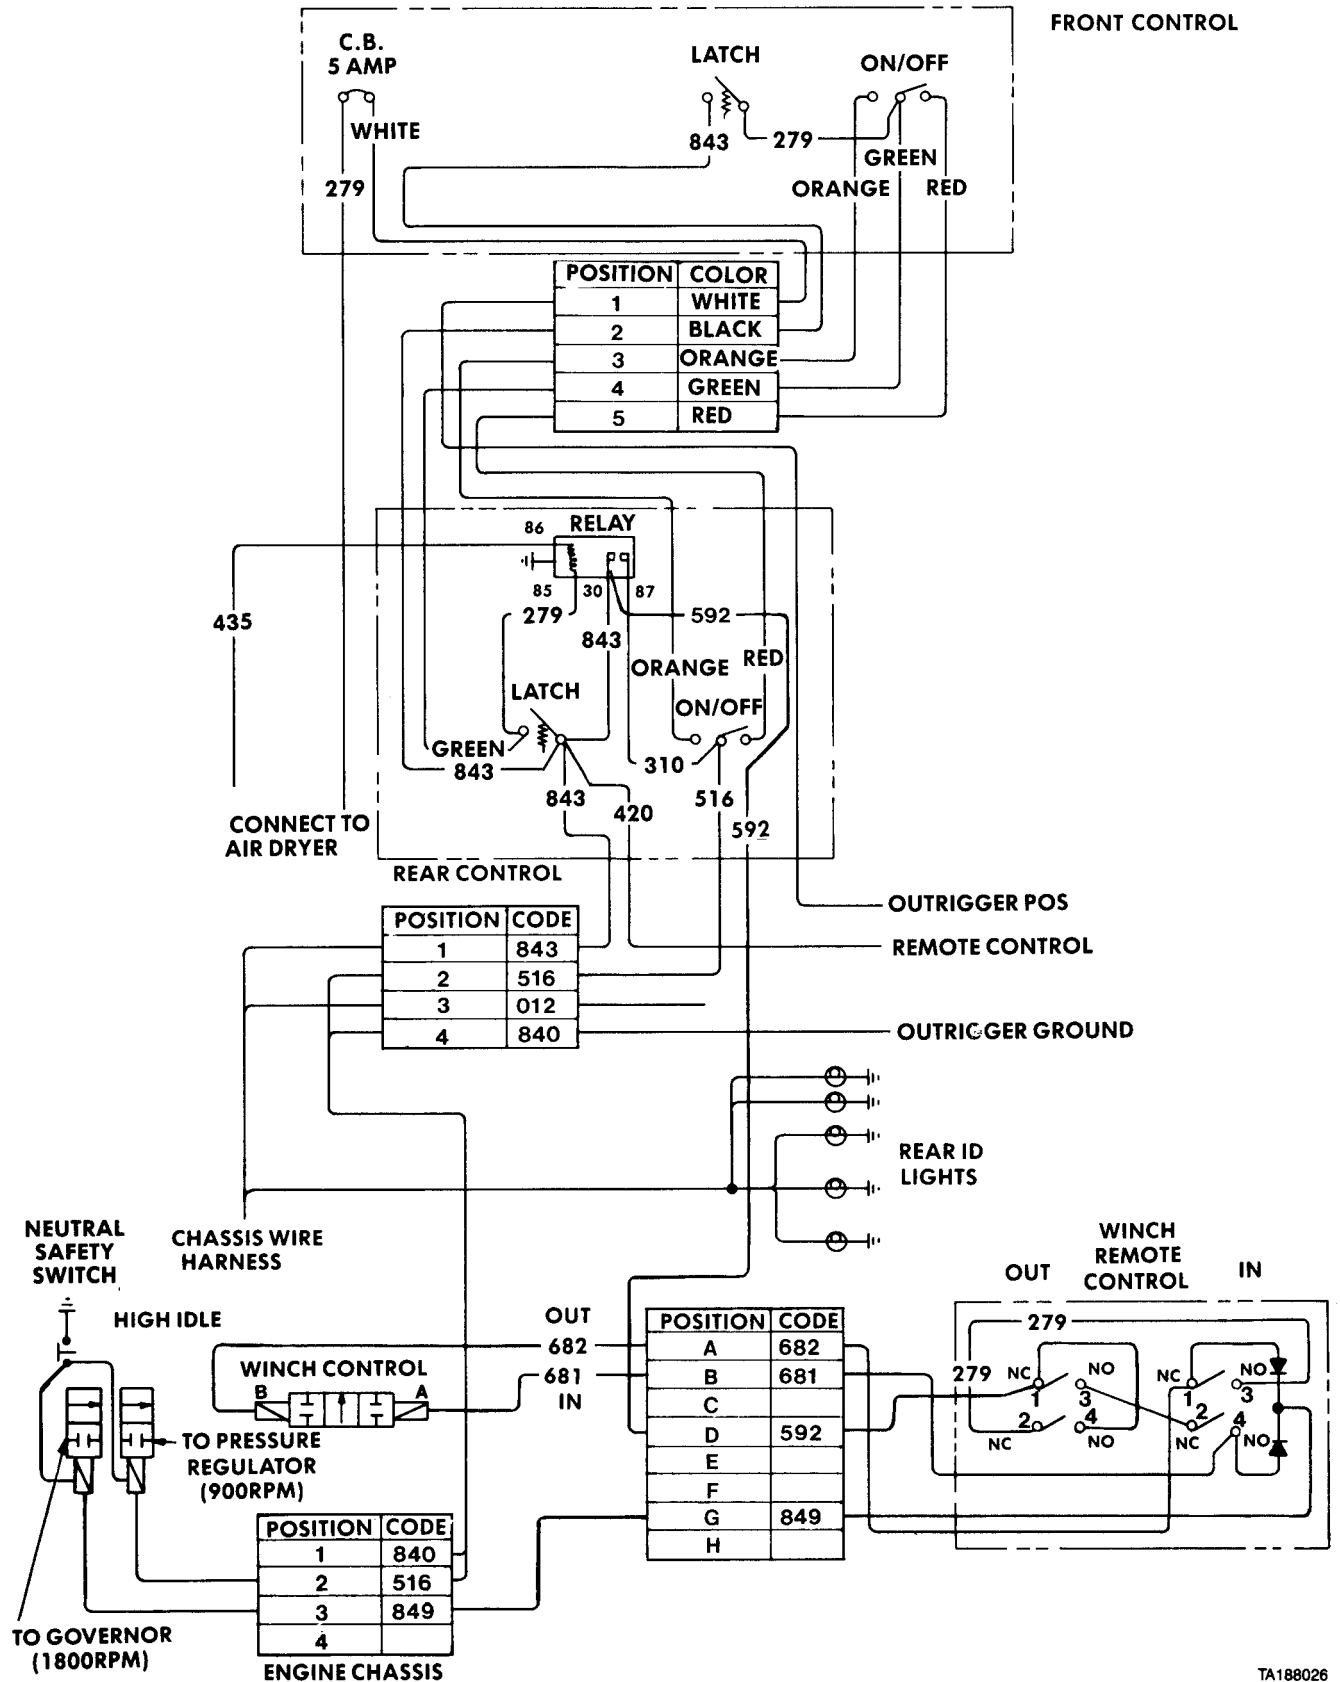 FRONT CONTROL
C.B.
5 AMP
LATCH
ON/OFF
WHITE
843
279
GREEN
279
ORANGE
RED
POSITION COLOR
1 WHITE
2 BLACK
3 ORANGE
4 GREEN
5 RED
86
RELAY
85
30
87
435
279
592
843
ORANGE
RED
LATCH
ON/OFF
GREEN
843
310
843
420
516
592
CONNECT TO
AIR DRYER
REAR CONTROL
OUTRIGGER POS
POSITION CODE
1 843
2 516
3 012
4 840
REMOTE CONTROL
OUTRIGGER GROUND
REAR ID
LIGHTS
NEUTRAL
SAFETY
SWITCH
CHASSIS WIRE
HARNESS
WINCH
REMOTE
CONTROL
OUT
IN
HIGH IDLE
OUT
682
681
IN
WINCH CONTROL
B
A
POSITION CODE
A 682
B 681
C
D 592
E
F
G 849
H
279
279
NC
NO
1
3
2
4
NC
NO
NC
NO
1
3
2
4
NC
NO
TO PRESSURE
REGULATOR
(900RPM)
POSITION CODE
1 840
2 516
3 849
4
ENGINE CHASSIS
TO GOVERNOR
(1800RPM)
TA188026